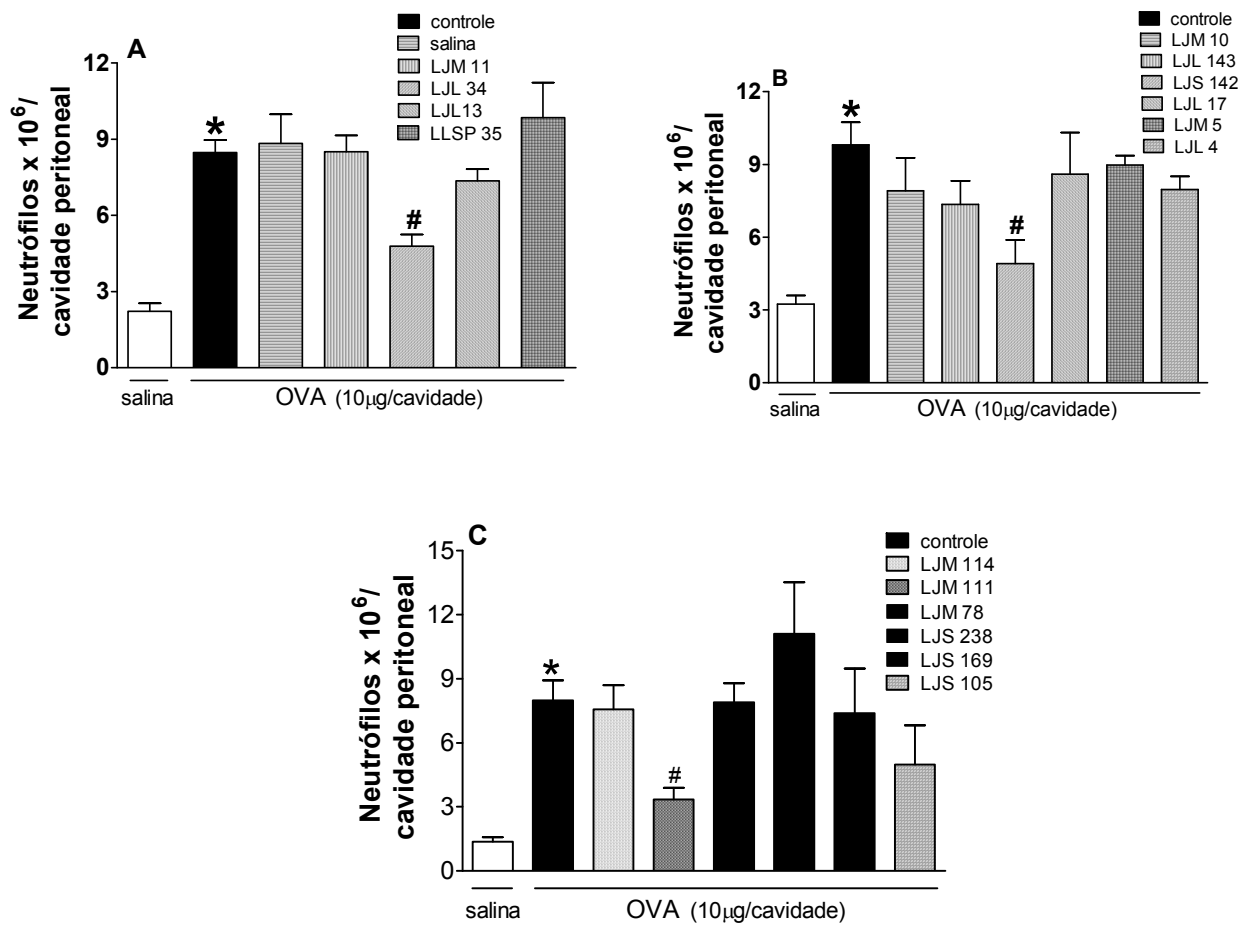 A
controle
salina
LJM 11
LJL 34
LJL13
LLSP 35
Neutrófilos x 10⁶/
cavidade peritoneal
12
9
6
3
0
*
#
salina
OVA (10µg/cavidade)
B
controle
LJM 10
LJL 143
LJS 142
LJL 17
LJM 5
LJL 4
Neutrófilos x 10⁶/
cavidade peritoneal
12
9
6
3
0
*
#
salina
OVA (10µg/cavidade)
C
controle
LJM 114
LJM 111
LJM 78
LJS 238
LJS 169
LJS 105
Neutrófilos x 10⁶/
cavidade peritoneal
15
12
9
6
3
0
*
#
salina
OVA (10µg/cavidade)